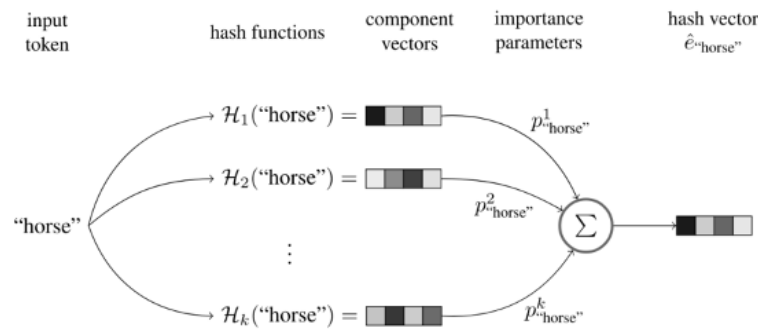 input token
hash functions
component vectors
importance parameters
hash vector ê“horse”
“horse”
ℋ₁(“horse”) =
p¹“horse”
ℋ₂(“horse”) =
p²“horse”
∑
⋮
ℋₖ(“horse”) =
pᵏ“horse”